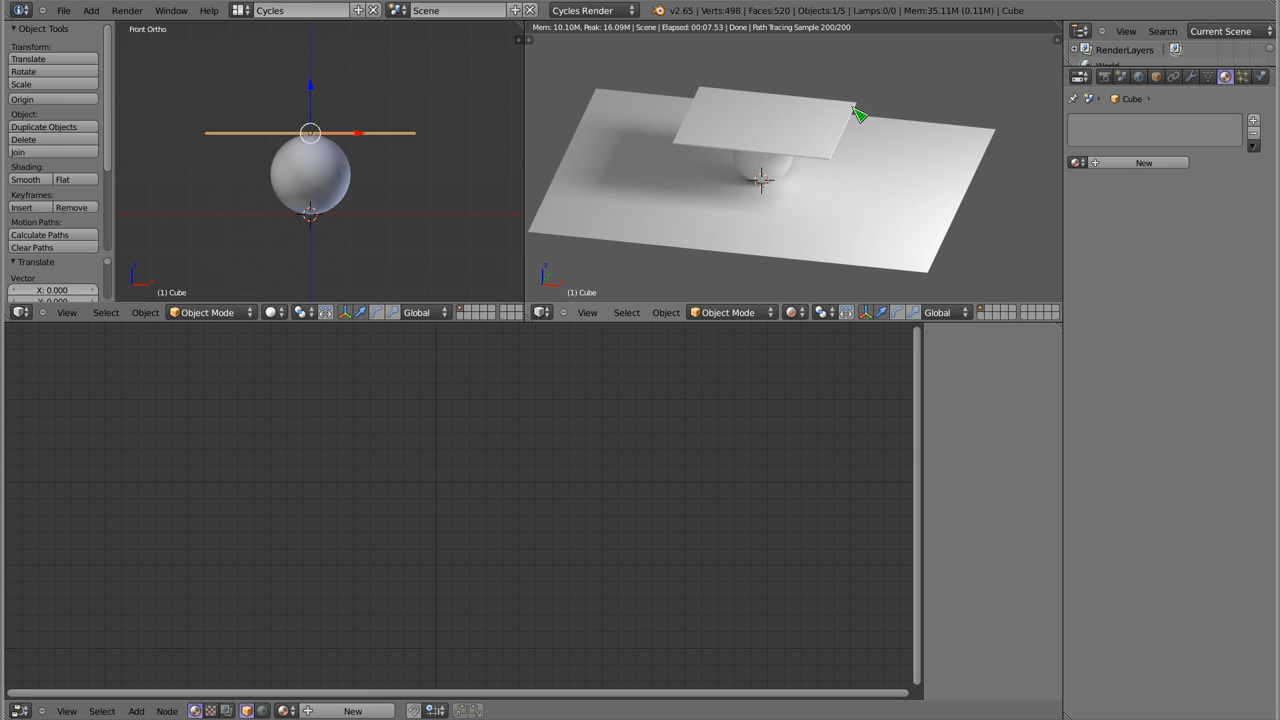 File Add Render Window Help Cycles Scene Cycles Render v2.65 | Verts:498 | Faces:520 | Objects:1/5 | Lamps:0/0 | Mem:35.11M (0.11M) | Cube
Object Tools
Transform:
Translate
Rotate
Scale
Origin
Object:
Duplicate Objects
Delete
Join
Shading:
Smooth Flat
Keyframes:
Insert Remove
Motion Paths:
Calculate Paths
Clear Paths
Translate
Vector
X: 0.000
Front Ortho
(1) Cube
View Select Object Object Mode Global
Mem: 10.10M, Peak: 16.09M | Scene | Elapsed: 00:07.53 | Done | Path Tracing Sample 200/200
(1) Cube
View Select Object Object Mode Global
View Search Current Scene
RenderLayers
Cube
New
View Select Add Node New